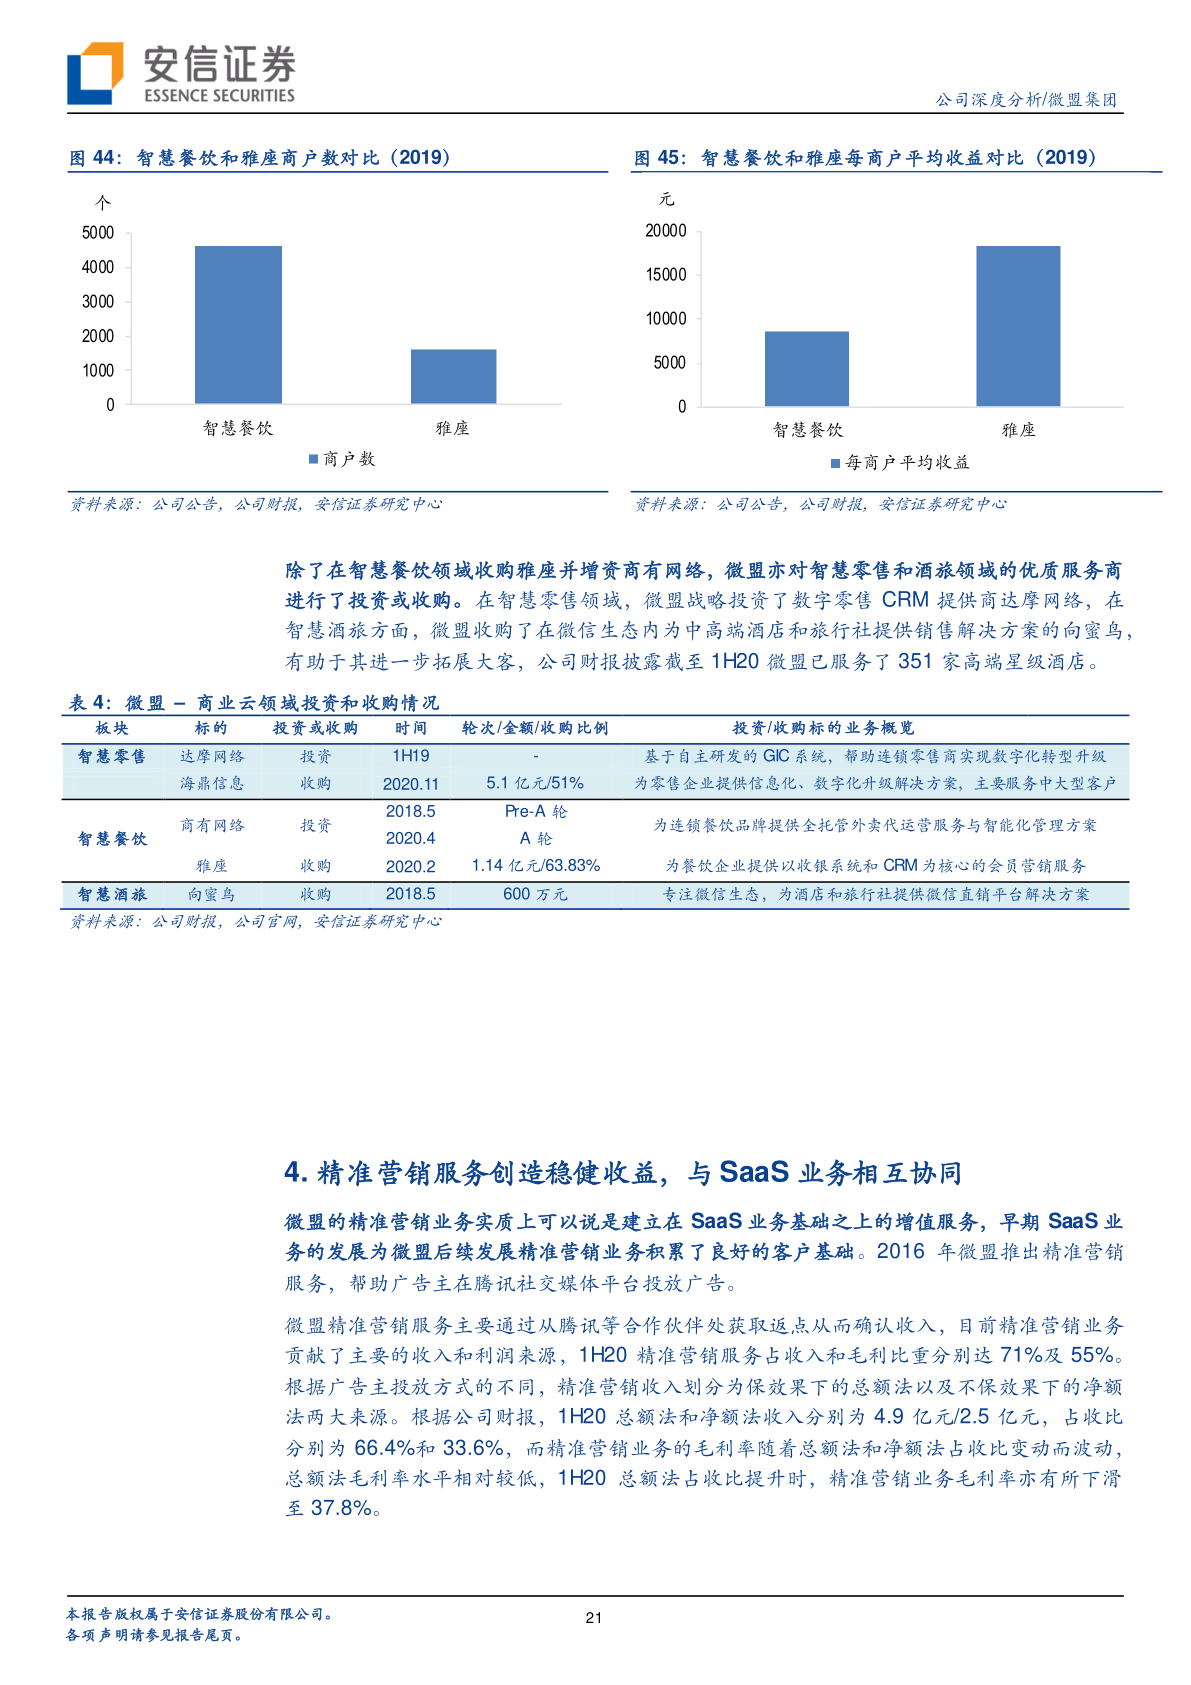 安信证券
ESSENCE SECURITIES
公司深度分析/微盟集团
图 44：智慧餐饮和雅座商户数对比（2019）
个
5000
4000
3000
2000
1000
0
智慧餐饮 雅座
商户数
资料来源：公司公告，公司财报，安信证券研究中心
图 45：智慧餐饮和雅座每商户平均收益对比（2019）
元
20000
15000
10000
5000
0
智慧餐饮 雅座
每商户平均收益
资料来源：公司公告，公司财报，安信证券研究中心
除了在智慧餐饮领域收购雅座并增资商有网络，微盟亦对智慧零售和酒旅领域的优质服务商
进行了投资或收购。在智慧零售领域，微盟战略投资了数字零售 CRM 提供商达摩网络，在
智慧酒旅方面，微盟收购了在微信生态内为中高端酒店和旅行社提供销售解决方案的向蜜鸟，
有助于其进一步拓展大客，公司财报披露截至 1H20 微盟已服务了 351 家高端星级酒店。
表 4：微盟 – 商业云领域投资和收购情况
板块 标的 投资或收购 时间 轮次/金额/收购比例 投资/收购标的业务概览
智慧零售 达摩网络 投资 1H19 - 基于自主研发的 GIC 系统，帮助连锁零售商实现数字化转型升级
海鼎信息 收购 2020.11 5.1 亿元/51% 为零售企业提供信息化、数字化升级解决方案，主要服务中大型客户
智慧餐饮 商有网络 投资 2018.5 Pre-A 轮 为连锁餐饮品牌提供全托管外卖代运营服务与智能化管理方案
2020.4 A 轮
雅座 收购 2020.2 1.14 亿元/63.83% 为餐饮企业提供以收银系统和 CRM 为核心的会员营销服务
智慧酒旅 向蜜鸟 收购 2018.5 600 万元 专注微信生态，为酒店和旅行社提供微信直销平台解决方案
资料来源：公司财报，公司官网，安信证券研究中心
4. 精准营销服务创造稳健收益，与 SaaS 业务相互协同
微盟的精准营销业务实质上可以说是建立在 SaaS 业务基础之上的增值服务，早期 SaaS 业
务的发展为微盟后续发展精准营销业务积累了良好的客户基础。2016 年微盟推出精准营销
服务，帮助广告主在腾讯社交媒体平台投放广告。
微盟精准营销服务主要通过从腾讯等合作伙伴处获取返点从而确认收入，目前精准营销业务
贡献了主要的收入和利润来源，1H20 精准营销服务占收入和毛利比重分别达 71%及 55%。
根据广告主投放方式的不同，精准营销收入划分为保效果下的总额法以及不保效果下的净额
法两大来源。根据公司财报，1H20 总额法和净额法收入分别为 4.9 亿元/2.5 亿元，占收比
分别为 66.4%和 33.6%，而精准营销业务的毛利率随着总额法和净额法占收比变动而波动，
总额法毛利率水平相对较低，1H20 总额法占收比提升时，精准营销业务毛利率亦有所下滑
至 37.8%。
本报告版权属于安信证券股份有限公司。
各项声明请参见报告尾页。
21